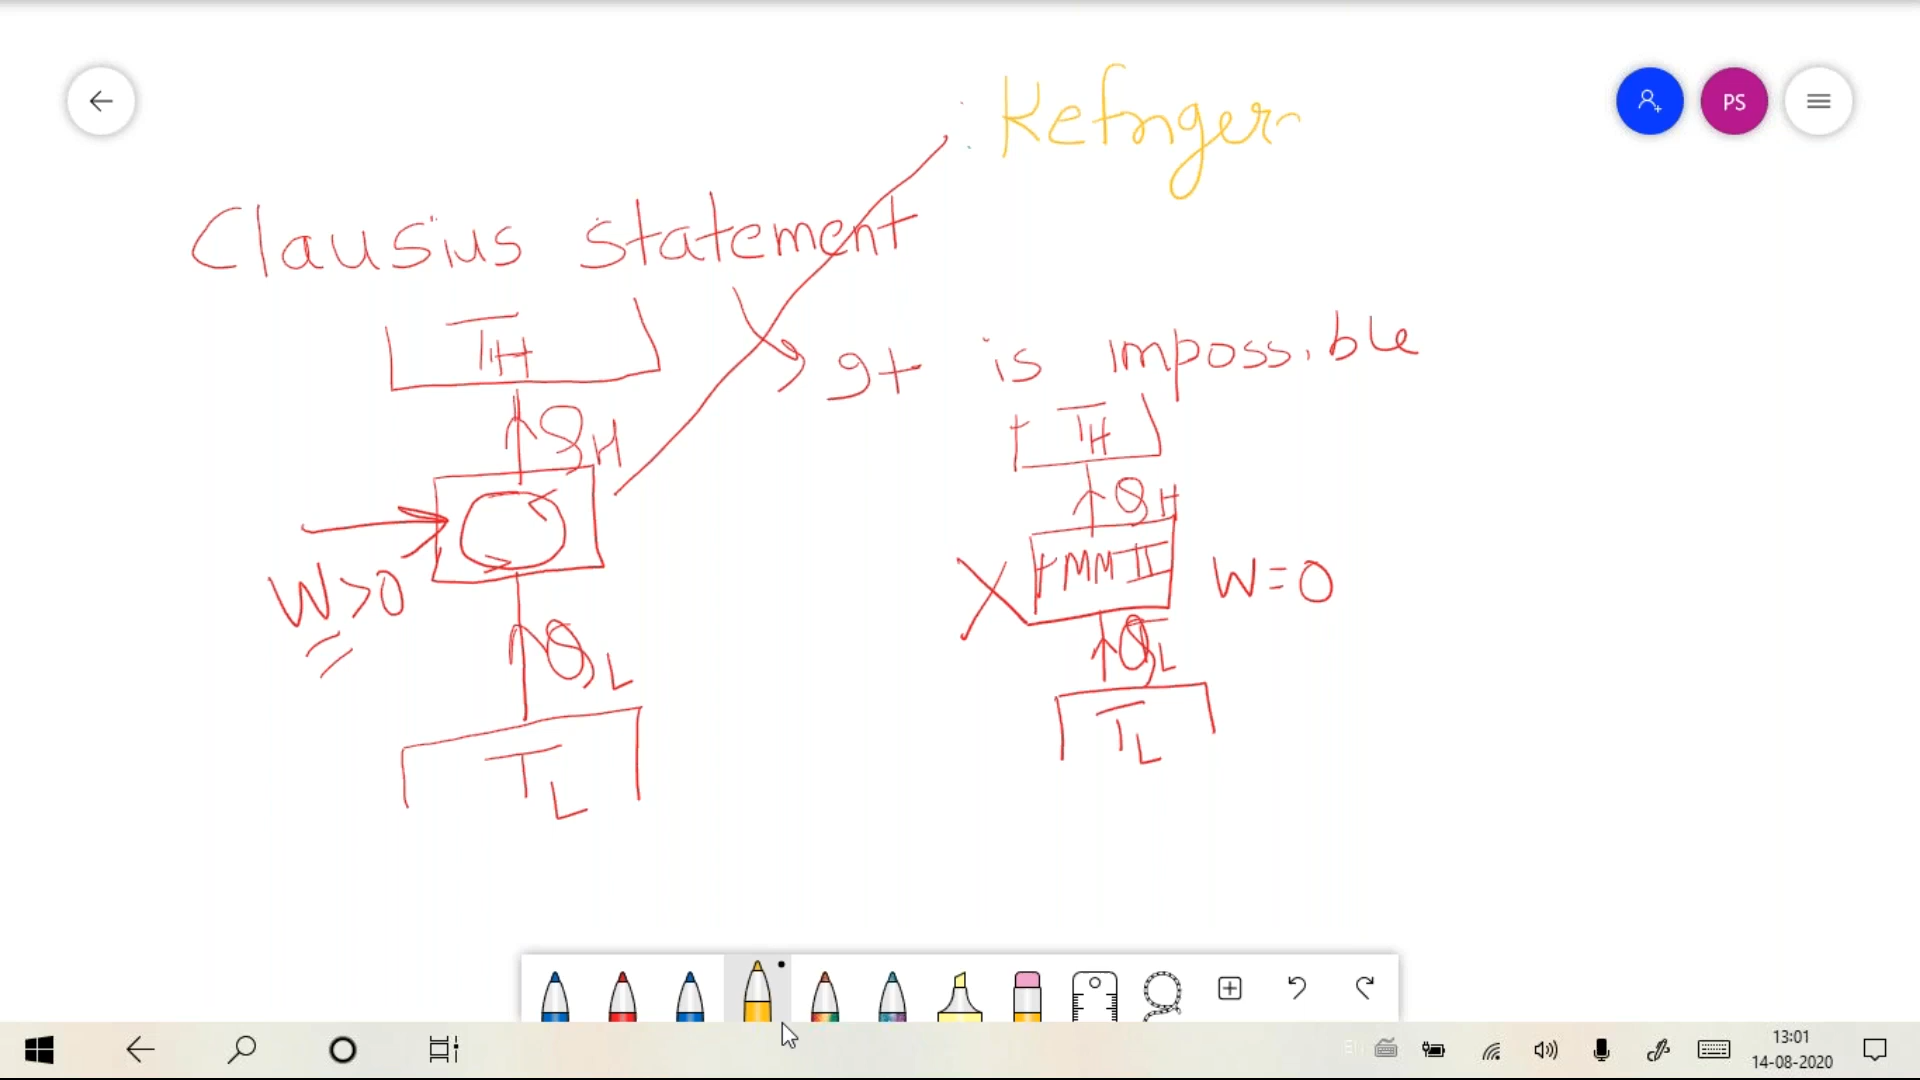 Refriger
PS
Clausius statement
It is impossible
TH
TH
QH
QH
PMM II
W = 0
W > 0
QL
QL
TL
TL
13:01
14-08-2020